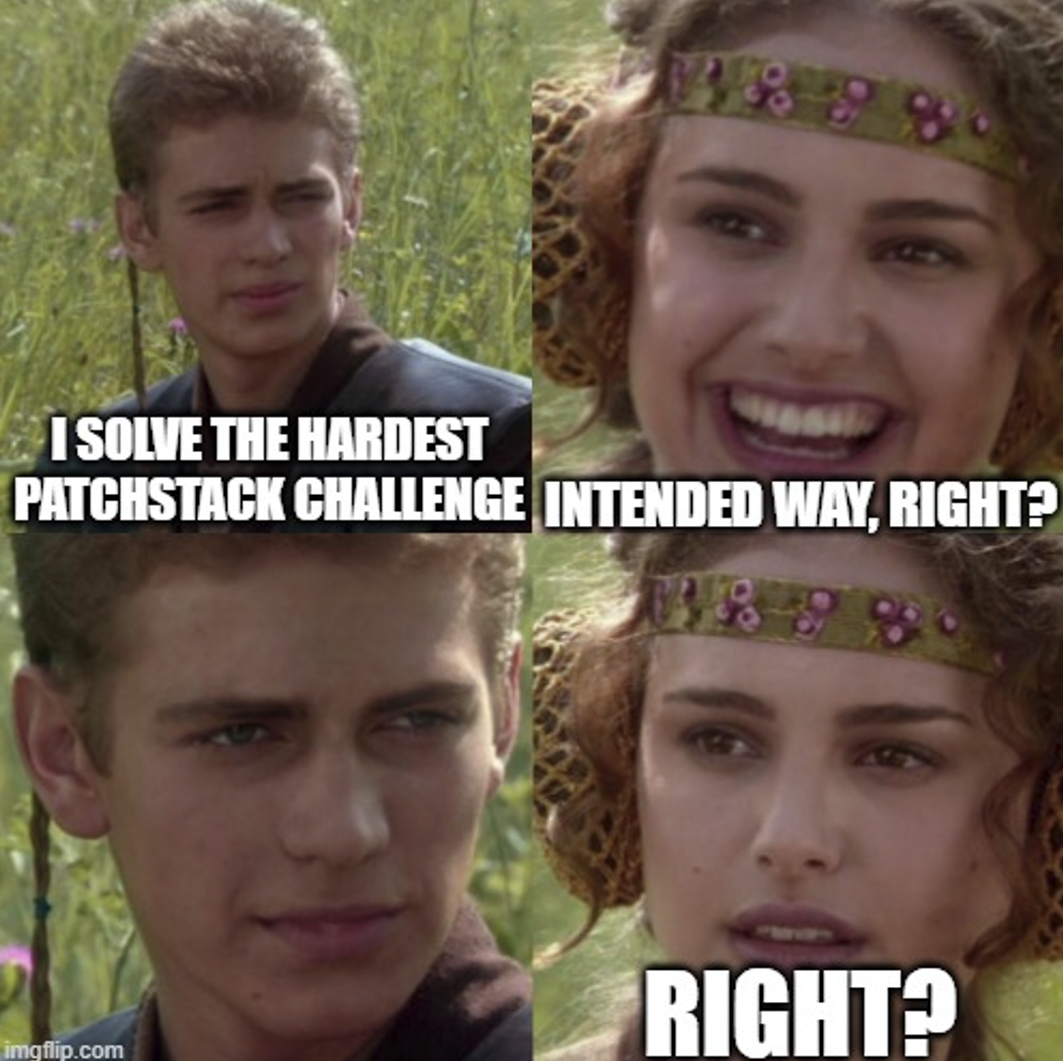 I SOLVE THE HARDEST
PATCHSTACK CHALLENGE
INTENDED WAY, RIGHT?
RIGHT?
imgflip.com